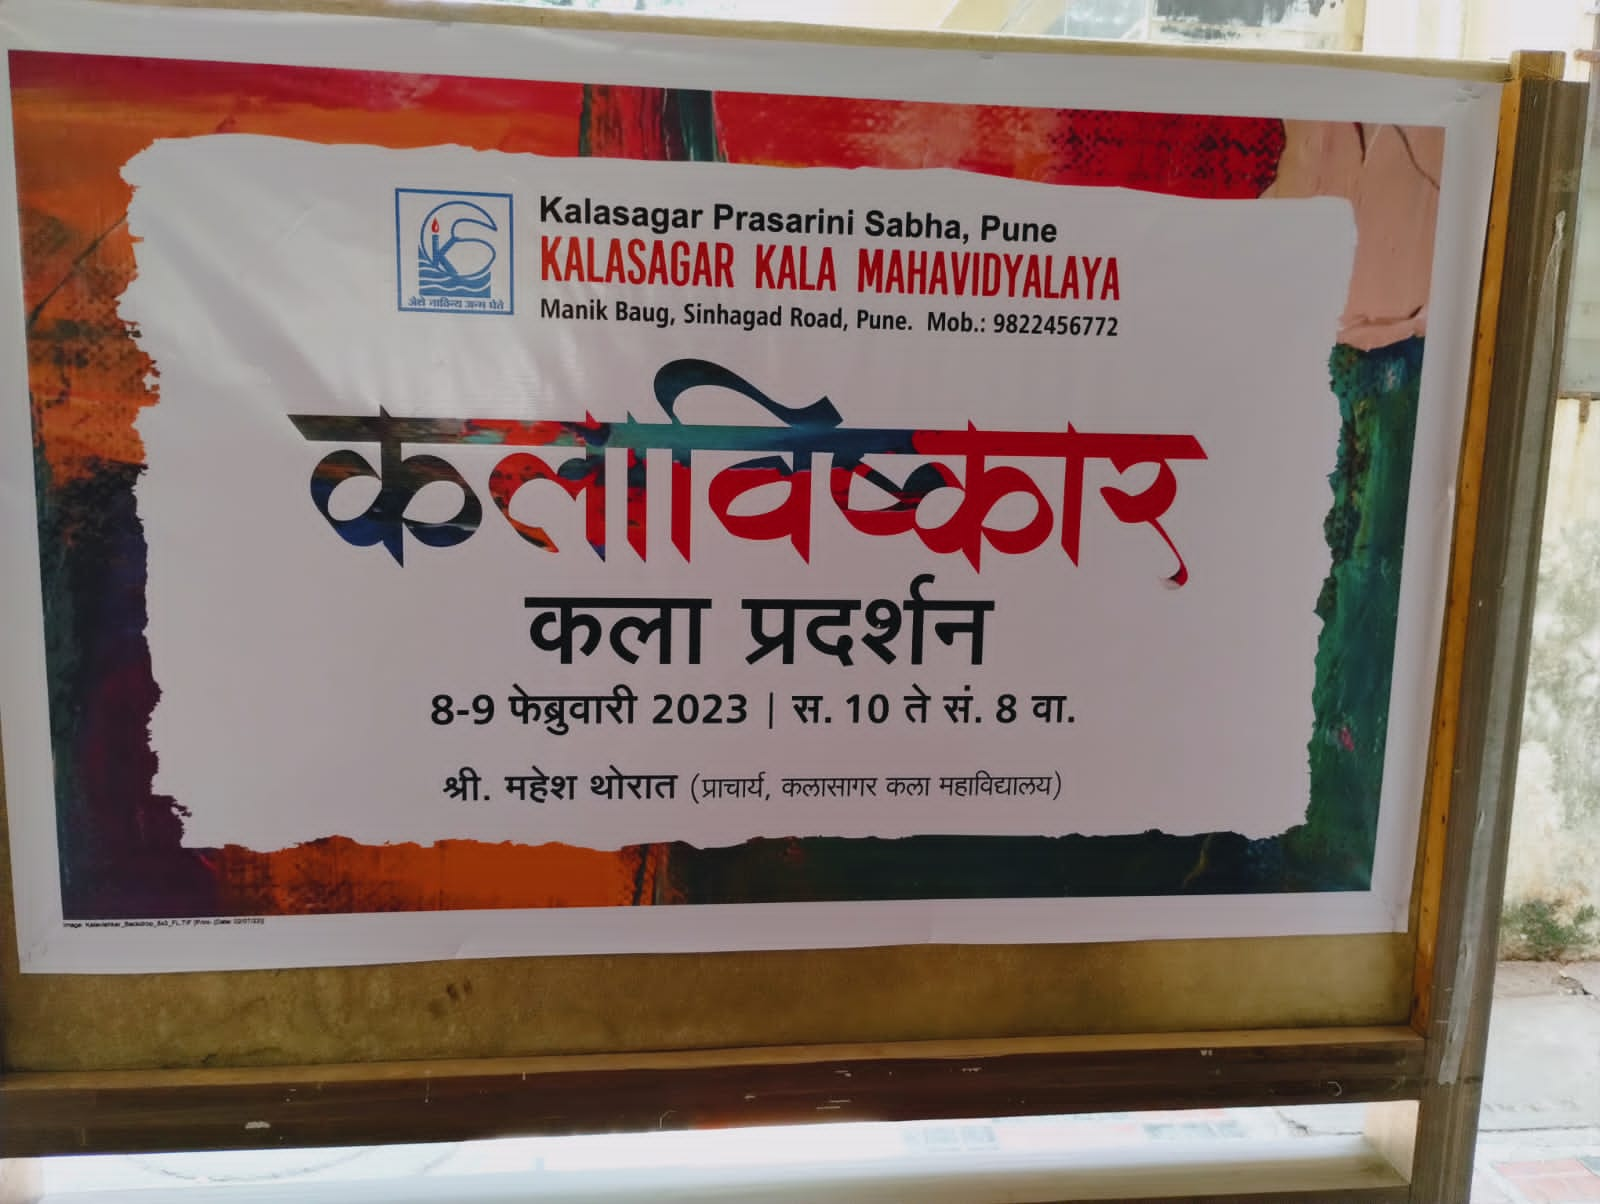 Kalasagar Prasarini Sabha, Pune
KALASAGAR KALA MAHAVIDYALAYA
जेथे नाविन्य जन्म घेते
Manik Baug, Sinhagad Road, Pune. Mob.: 9822456772
कलाविष्कार
कला प्रदर्शन
8-9 फेब्रुवारी 2023 | स. 10 ते सं. 8 वा.
श्री. महेश थोरात (प्राचार्य, कलासागर कला महाविद्यालय)